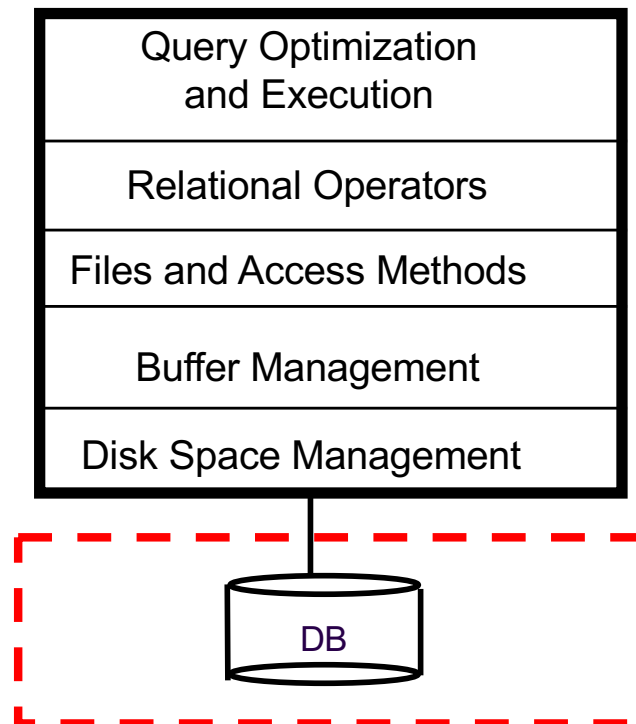 Query Optimization
and Execution
Relational Operators
Files and Access Methods
Buffer Management
Disk Space Management
DB